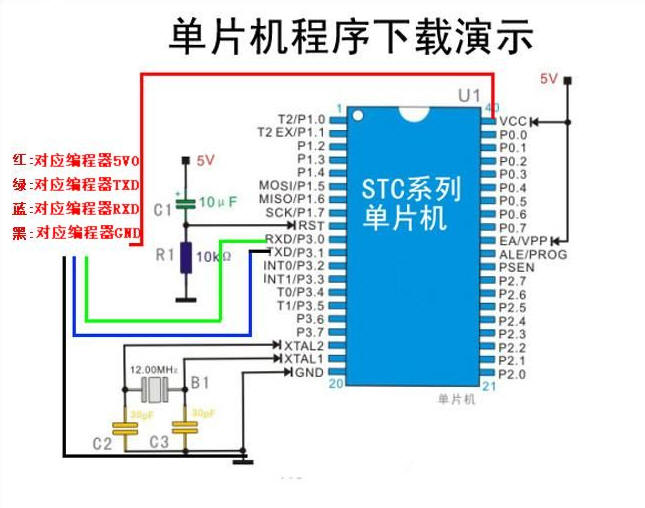 单片机程序下载演示
5V
U1
1
40
T2/P1.0
T2 EX/P1.1
P1.2
P1.3
P1.4
MOSI/P1.5
MISO/P1.6
SCK/P1.7
RST
RXD/P3.0
TXD/P3.1
INT0/P3.2
INT1/P3.3
T0/P3.4
T1/P3.5
P3.6
P3.7
XTAL2
XTAL1
GND
20
STC系列
单片机
VCC
P0.0
P0.1
P0.2
P0.3
P0.4
P0.5
P0.6
P0.7
EA/VPP
ALE/PROG
PSEN
P2.7
P2.6
P2.5
P2.4
P2.3
P2.2
P2.1
P2.0
21
单片机
红:对应编程器5VO
绿:对应编程器TXD
蓝:对应编程器RXD
黑:对应编程器GND
5V
+
C1
10μF
R1
10kΩ
12.00MHz
B1
30pF
30pF
C2
C3